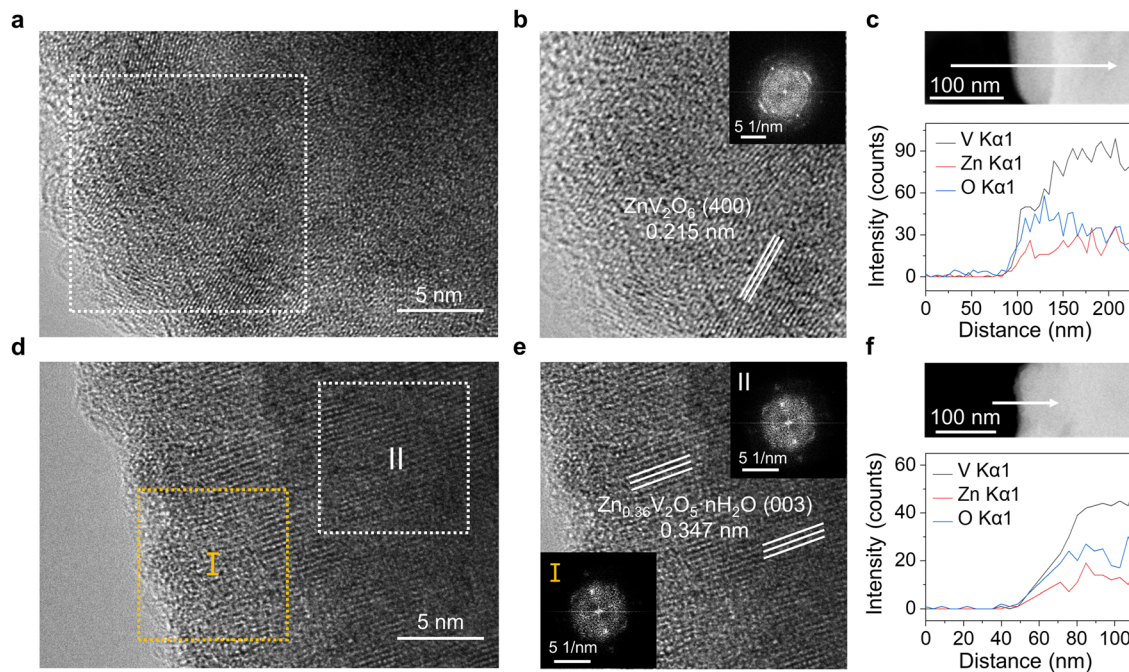 a
5 nm
b
5 1/nm
ZnV₂O₆ (400)
0.215 nm
c
100 nm
V Kα1
Zn Kα1
O Kα1
90
60
30
0
Intensity (counts)
0 50 100 150 200
Distance (nm)
d
II
I
5 nm
e
II
5 1/nm
Zn₀.₃₆V₂O₅·nH₂O (003)
0.347 nm
I
5 1/nm
f
100 nm
V Kα1
Zn Kα1
O Kα1
60
40
20
0
Intensity (counts)
0 20 40 60 80 100
Distance (nm)